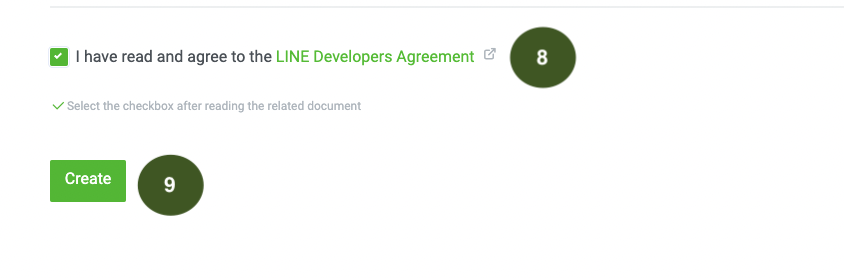 I have read and agree to the LINE Developers Agreement 8
Select the checkbox after reading the related document
Create 9